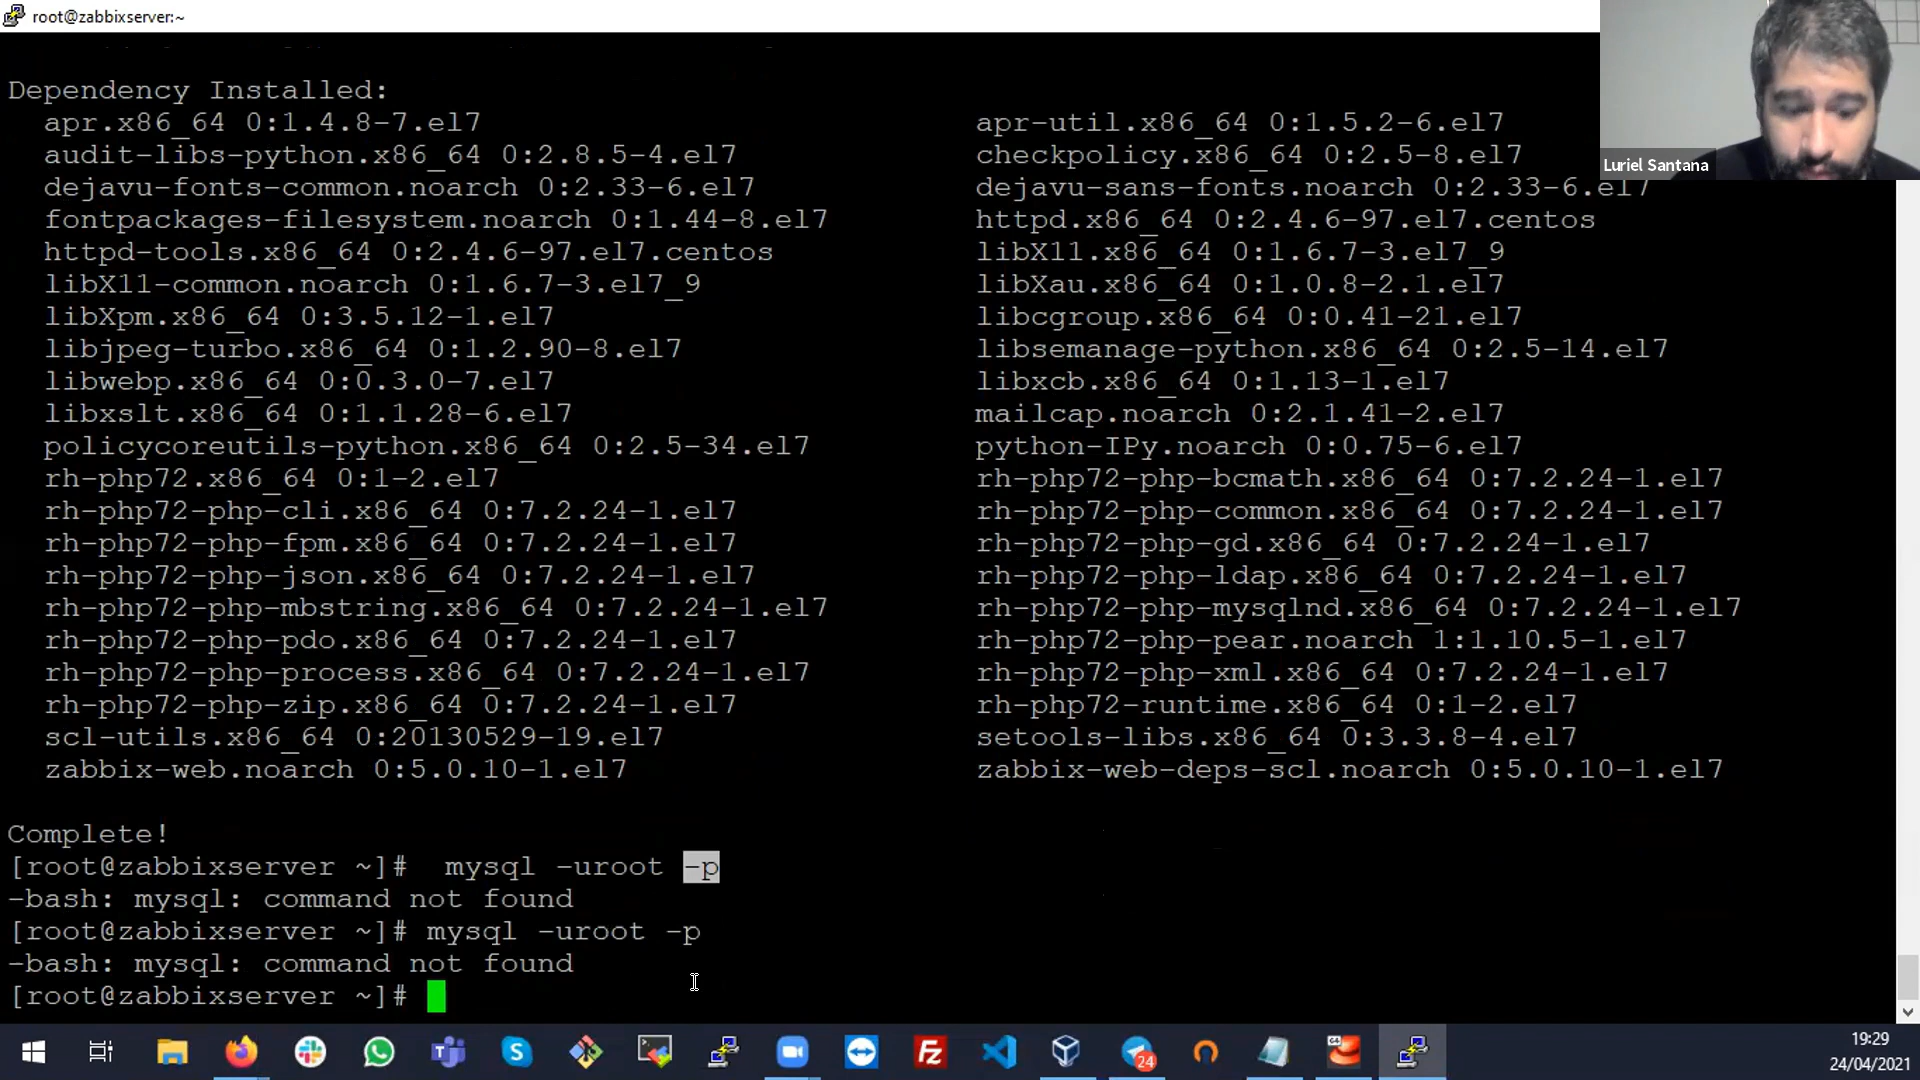 root@zabbixserver:~
Luriel Santana
Dependency Installed:
apr.x86_64 0:1.4.8-7.el7 apr-util.x86_64 0:1.5.2-6.el7
audit-libs-python.x86_64 0:2.8.5-4.el7 checkpolicy.x86_64 0:2.5-8.el7
dejavu-fonts-common.noarch 0:2.33-6.el7 dejavu-sans-fonts.noarch 0:2.33-6.el7
fontpackages-filesystem.noarch 0:1.44-8.el7 httpd.x86_64 0:2.4.6-97.el7.centos
httpd-tools.x86_64 0:2.4.6-97.el7.centos libX11.x86_64 0:1.6.7-3.el7_9
libX11-common.noarch 0:1.6.7-3.el7_9 libXau.x86_64 0:1.0.8-2.1.el7
libXpm.x86_64 0:3.5.12-1.el7 libcgroup.x86_64 0:0.41-21.el7
libjpeg-turbo.x86_64 0:1.2.90-8.el7 libsemanage-python.x86_64 0:2.5-14.el7
libwebp.x86_64 0:0.3.0-7.el7 libxcb.x86_64 0:1.13-1.el7
libxslt.x86_64 0:1.1.28-6.el7 mailcap.noarch 0:2.1.41-2.el7
policycoreutils-python.x86_64 0:2.5-34.el7 python-IPy.noarch 0:0.75-6.el7
rh-php72.x86_64 0:1-2.el7 rh-php72-php-bcmath.x86_64 0:7.2.24-1.el7
rh-php72-php-cli.x86_64 0:7.2.24-1.el7 rh-php72-php-common.x86_64 0:7.2.24-1.el7
rh-php72-php-fpm.x86_64 0:7.2.24-1.el7 rh-php72-php-gd.x86_64 0:7.2.24-1.el7
rh-php72-php-json.x86_64 0:7.2.24-1.el7 rh-php72-php-ldap.x86_64 0:7.2.24-1.el7
rh-php72-php-mbstring.x86_64 0:7.2.24-1.el7 rh-php72-php-mysqlnd.x86_64 0:7.2.24-1.el7
rh-php72-php-pdo.x86_64 0:7.2.24-1.el7 rh-php72-php-pear.noarch 1:1.10.5-1.el7
rh-php72-php-process.x86_64 0:7.2.24-1.el7 rh-php72-php-xml.x86_64 0:7.2.24-1.el7
rh-php72-php-zip.x86_64 0:7.2.24-1.el7 rh-php72-runtime.x86_64 0:1-2.el7
scl-utils.x86_64 0:20130529-19.el7 setools-libs.x86_64 0:3.3.8-4.el7
zabbix-web.noarch 0:5.0.10-1.el7 zabbix-web-deps-scl.noarch 0:5.0.10-1.el7
Complete!
[root@zabbixserver ~]#  mysql -uroot -p
-bash: mysql: command not found
[root@zabbixserver ~]# mysql -uroot -p
-bash: mysql: command not found
[root@zabbixserver ~]#
24
64
19:29
24/04/2021